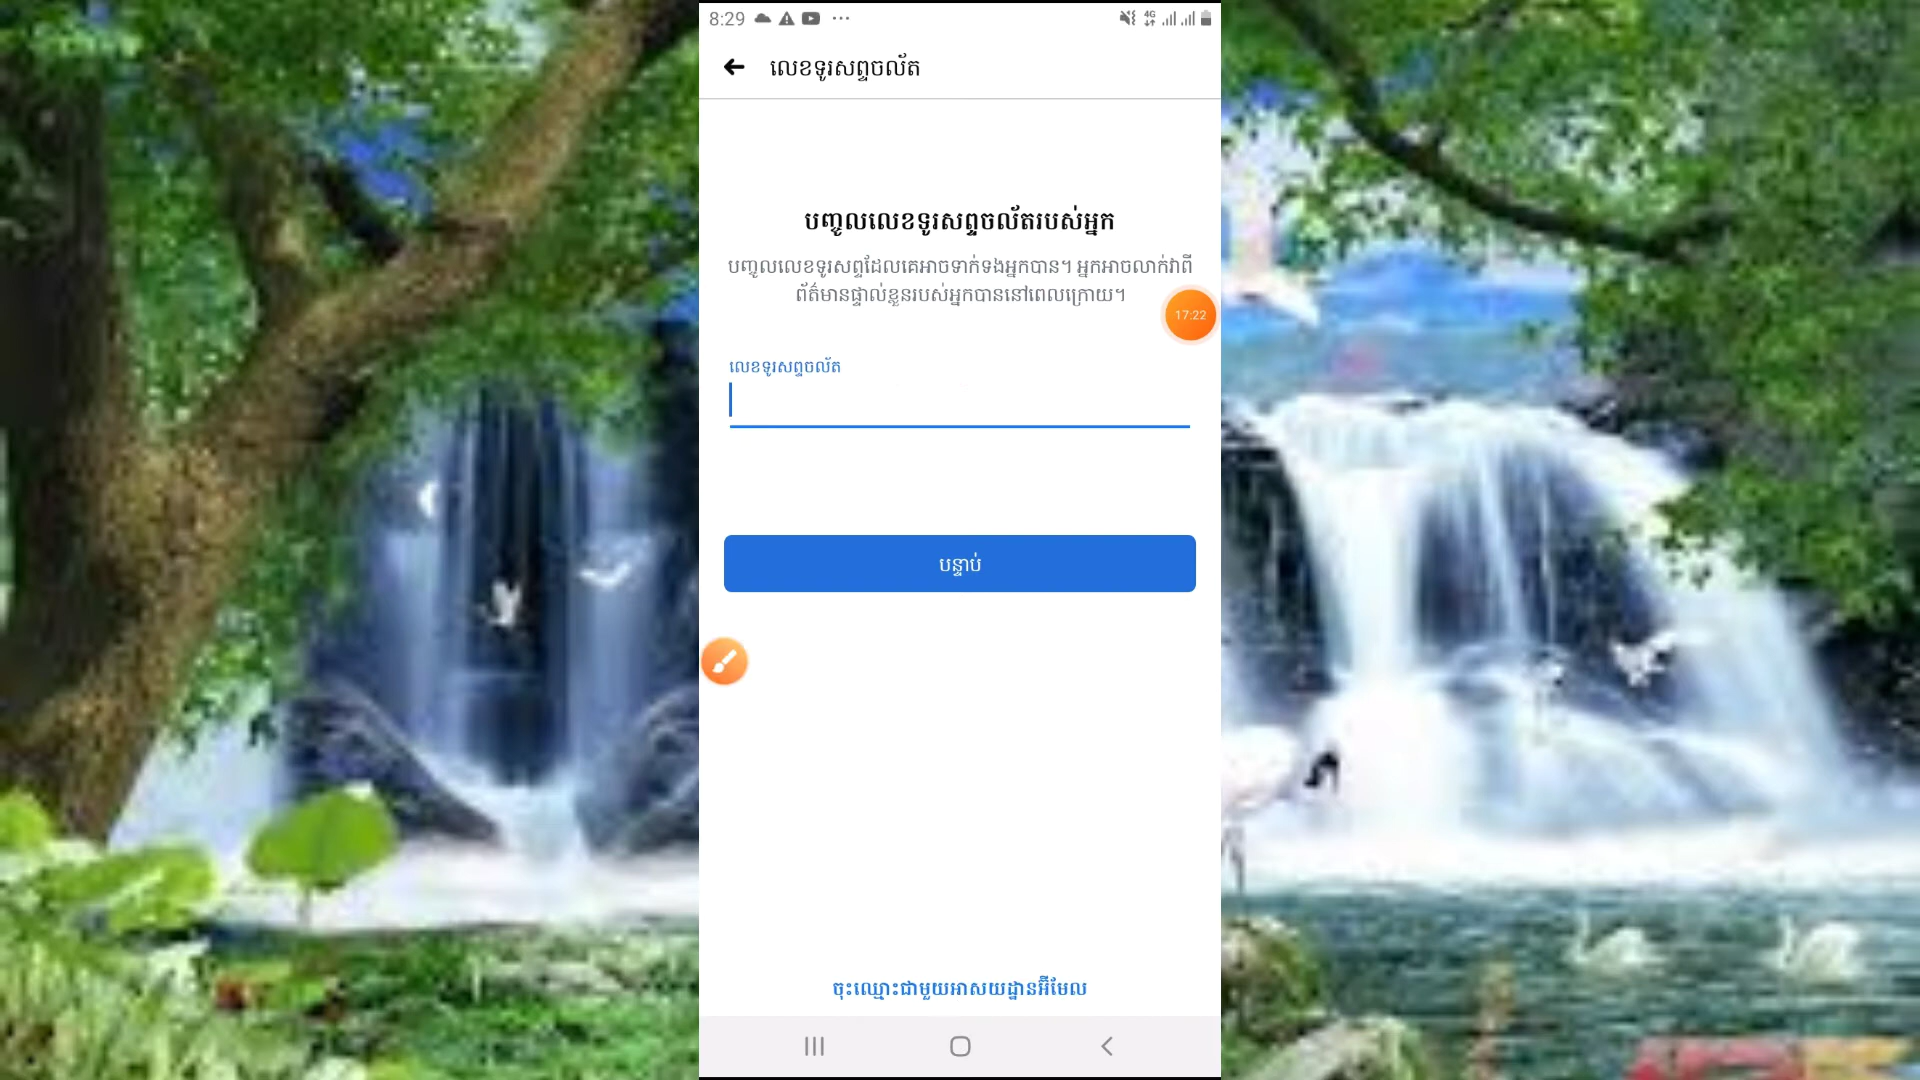 8:29
4G
លេខទូរសព្ទចល័ត
បញ្ចូលលេខទូរសព្ទចល័តរបស់អ្នក
បញ្ចូលលេខទូរសព្ទដែលគេអាចទាក់ទងអ្នកបាន។ អ្នកអាចលាក់វាពី
ព័ត៌មានផ្ទាល់ខ្លួនរបស់អ្នកបាននៅពេលក្រោយ។
17:22
លេខទូរសព្ទចល័ត
បន្ទាប់
ចុះឈ្មោះជាមួយអាសយដ្ឋានអ៊ីមែល